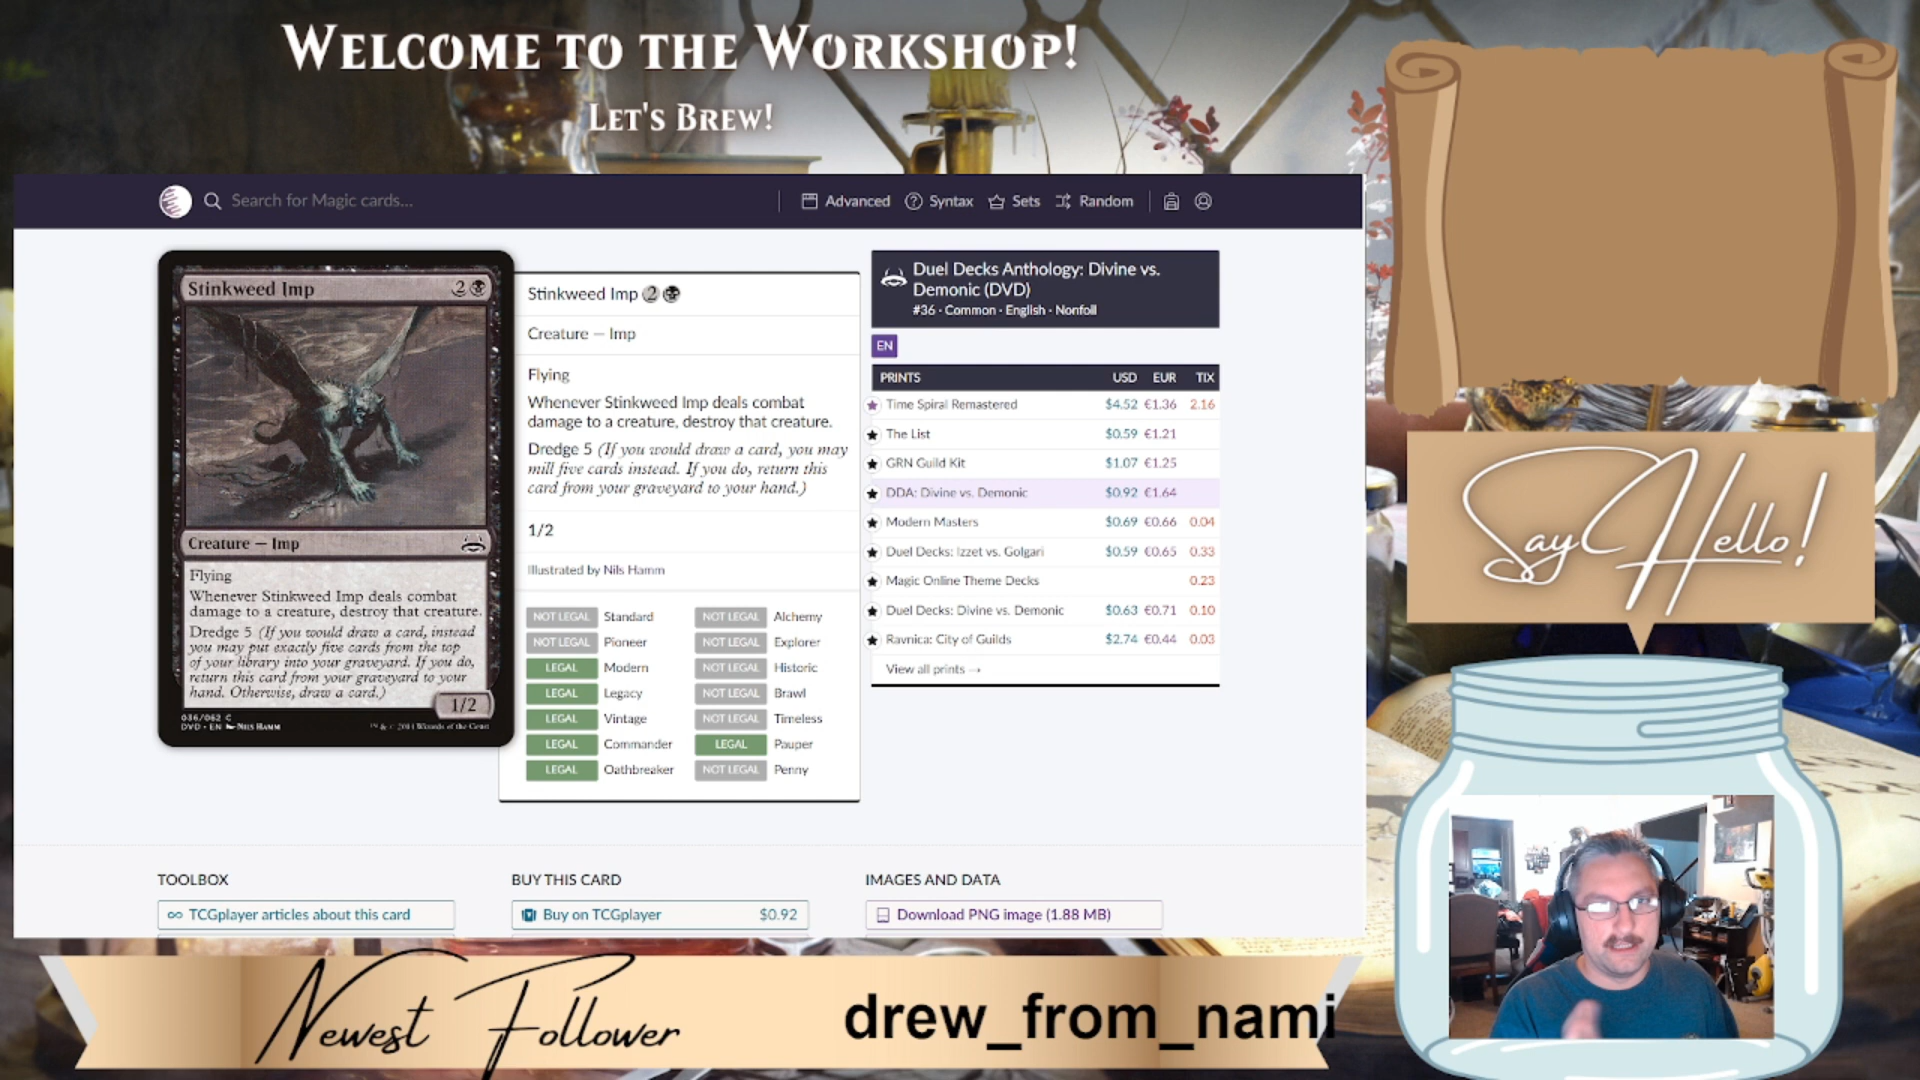 WELCOME TO THE WORKSHOP!
LET'S BREW!
Search for Magic cards...
Advanced
Syntax
Sets
Random
Stinkweed Imp 2
Creature — Imp
Flying
Whenever Stinkweed Imp deals combat
damage to a creature, destroy that creature.
Dredge 5 (If you would draw a card, instead
you may put exactly five cards from the top
of your library into your graveyard. If you do,
return this card from your graveyard to your
hand. Otherwise, draw a card.)
1/2
036/062 C
DVD • EN NILS HAMM
Stinkweed Imp 2
Creature — Imp
Flying
Whenever Stinkweed Imp deals combat
damage to a creature, destroy that creature.
Dredge 5 (If you would draw a card, you may
mill five cards instead. If you do, return this
card from your graveyard to your hand.)
1/2
Illustrated by Nils Hamm
NOT LEGAL Standard NOT LEGAL Alchemy
NOT LEGAL Pioneer NOT LEGAL Explorer
LEGAL Modern NOT LEGAL Historic
LEGAL Legacy NOT LEGAL Brawl
LEGAL Vintage NOT LEGAL Timeless
LEGAL Commander LEGAL Pauper
LEGAL Oathbreaker NOT LEGAL Penny
Duel Decks Anthology: Divine vs.
Demonic (DVD)
#36 · Common · English · Nonfoil
EN
PRINTS USD EUR TIX
Time Spiral Remastered $4.52 €1.36 2.16
The List $0.59 €1.21
GRN Guild Kit $1.07 €1.25
DDA: Divine vs. Demonic $0.92 €1.64
Modern Masters $0.69 €0.66 0.04
Duel Decks: Izzet vs. Golgari $0.59 €0.65 0.33
Magic Online Theme Decks 0.23
Duel Decks: Divine vs. Demonic $0.63 €0.71 0.10
Ravnica: City of Guilds $2.74 €0.44 0.03
View all prints →
TOOLBOX
TCGplayer articles about this card
BUY THIS CARD
Buy on TCGplayer $0.92
IMAGES AND DATA
Download PNG image (1.88 MB)
Say Hello!
Newest Follower
drew_from_nami